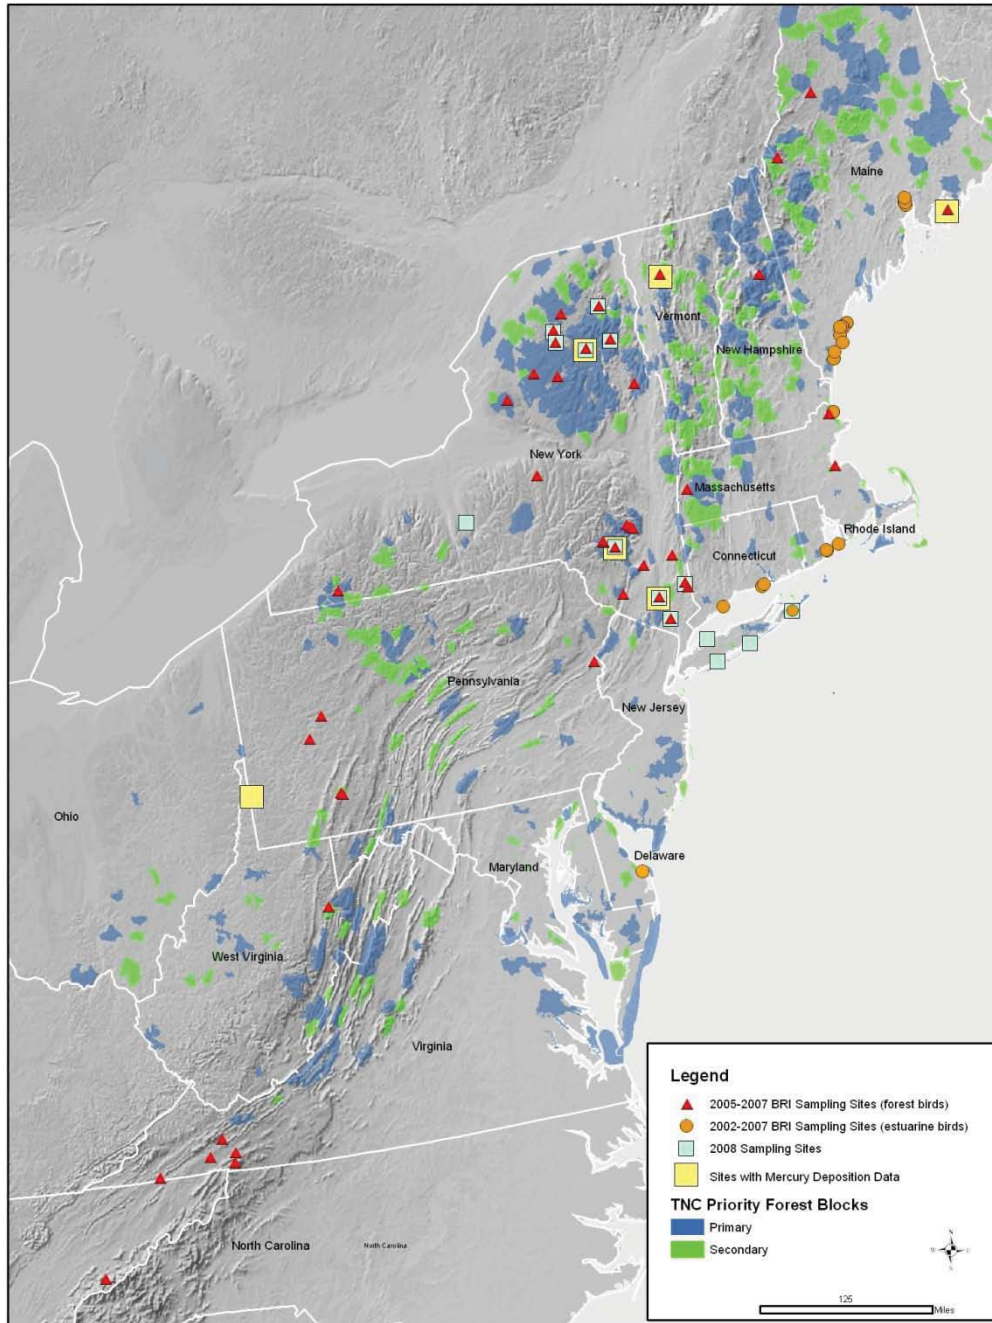 Maine
Vermont
New Hampshire
New York
Massachusetts
Rhode Island
Connecticut
Pennsylvania
New Jersey
Ohio
Delaware
Maryland
West Virginia
Virginia
North Carolina
North Carolina
Legend
2005-2007 BRI Sampling Sites (forest birds)
2002-2007 BRI Sampling Sites (estuarine birds)
2008 Sampling Sites
Sites with Mercury Deposition Data
TNC Priority Forest Blocks
Primary
Secondary
N
W E
S
125
Miles